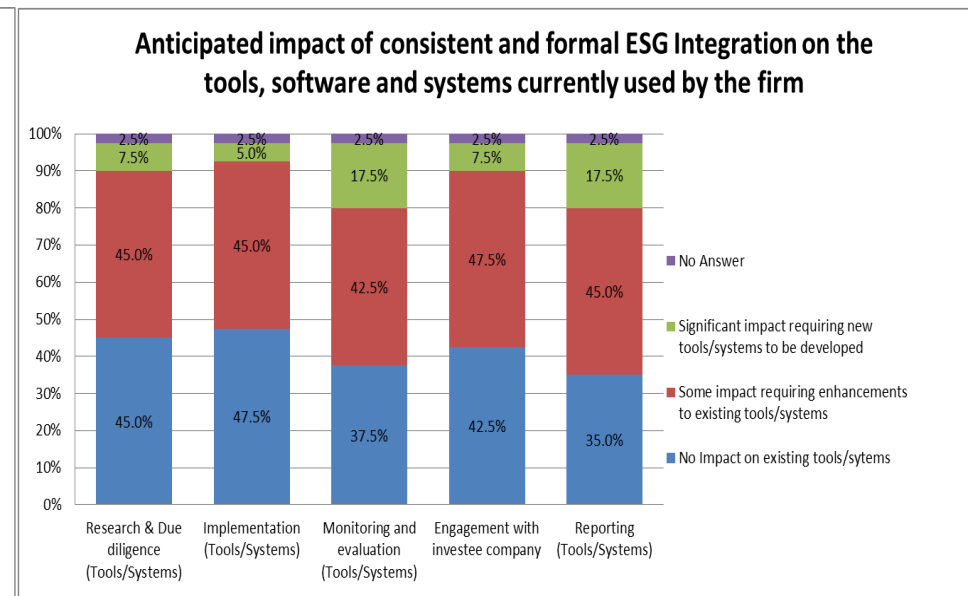 Anticipated impact of consistent and formal ESG Integration on the
tools, software and systems currently used by the firm
100%
90%
80%
70%
60%
50%
40%
30%
20%
10%
0%
2.5% 2.5% 2.5% 2.5% 2.5%
7.5% 5.0% 17.5% 7.5% 17.5%
45.0% 45.0% 42.5% 47.5% 45.0%
45.0% 47.5% 37.5% 42.5% 35.0%
Research & Due
diligence
(Tools/Systems)
Implementation
(Tools/Systems)
Monitoring and
evaluation
(Tools/Systems)
Engagement with
investee company
Reporting
(Tools/Systems)
No Answer
Significant impact requiring new
tools/systems to be developed
Some impact requiring enhancements
to existing tools/systems
No Impact on existing tools/sytems